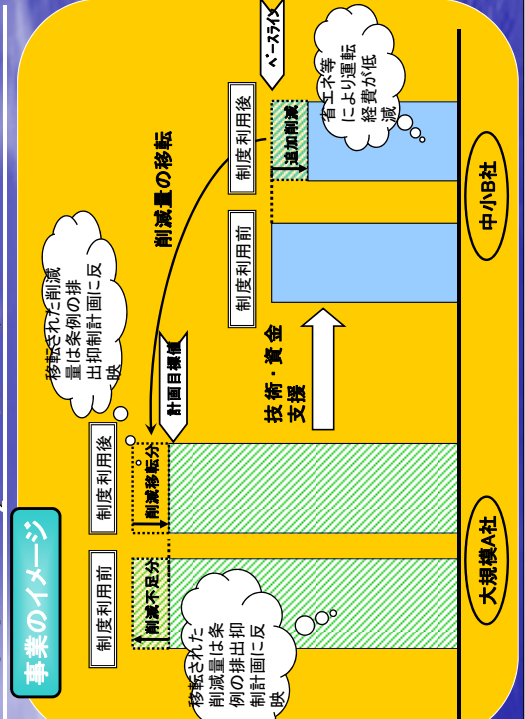 事業のイメージ
制度利用前
制度利用後
削減不足分
削減移転分
計画目標値
移転された
削減量は条
例の排出抑
制計画に反
映
移転された削減
量は条例の排
出抑制計画に反
映
大規模A社
技術・資金
支援
削減量の移転
制度利用前
制度利用後
追加削減
ベースライン
省エネ等
により運転
経費が低
減
中小B社